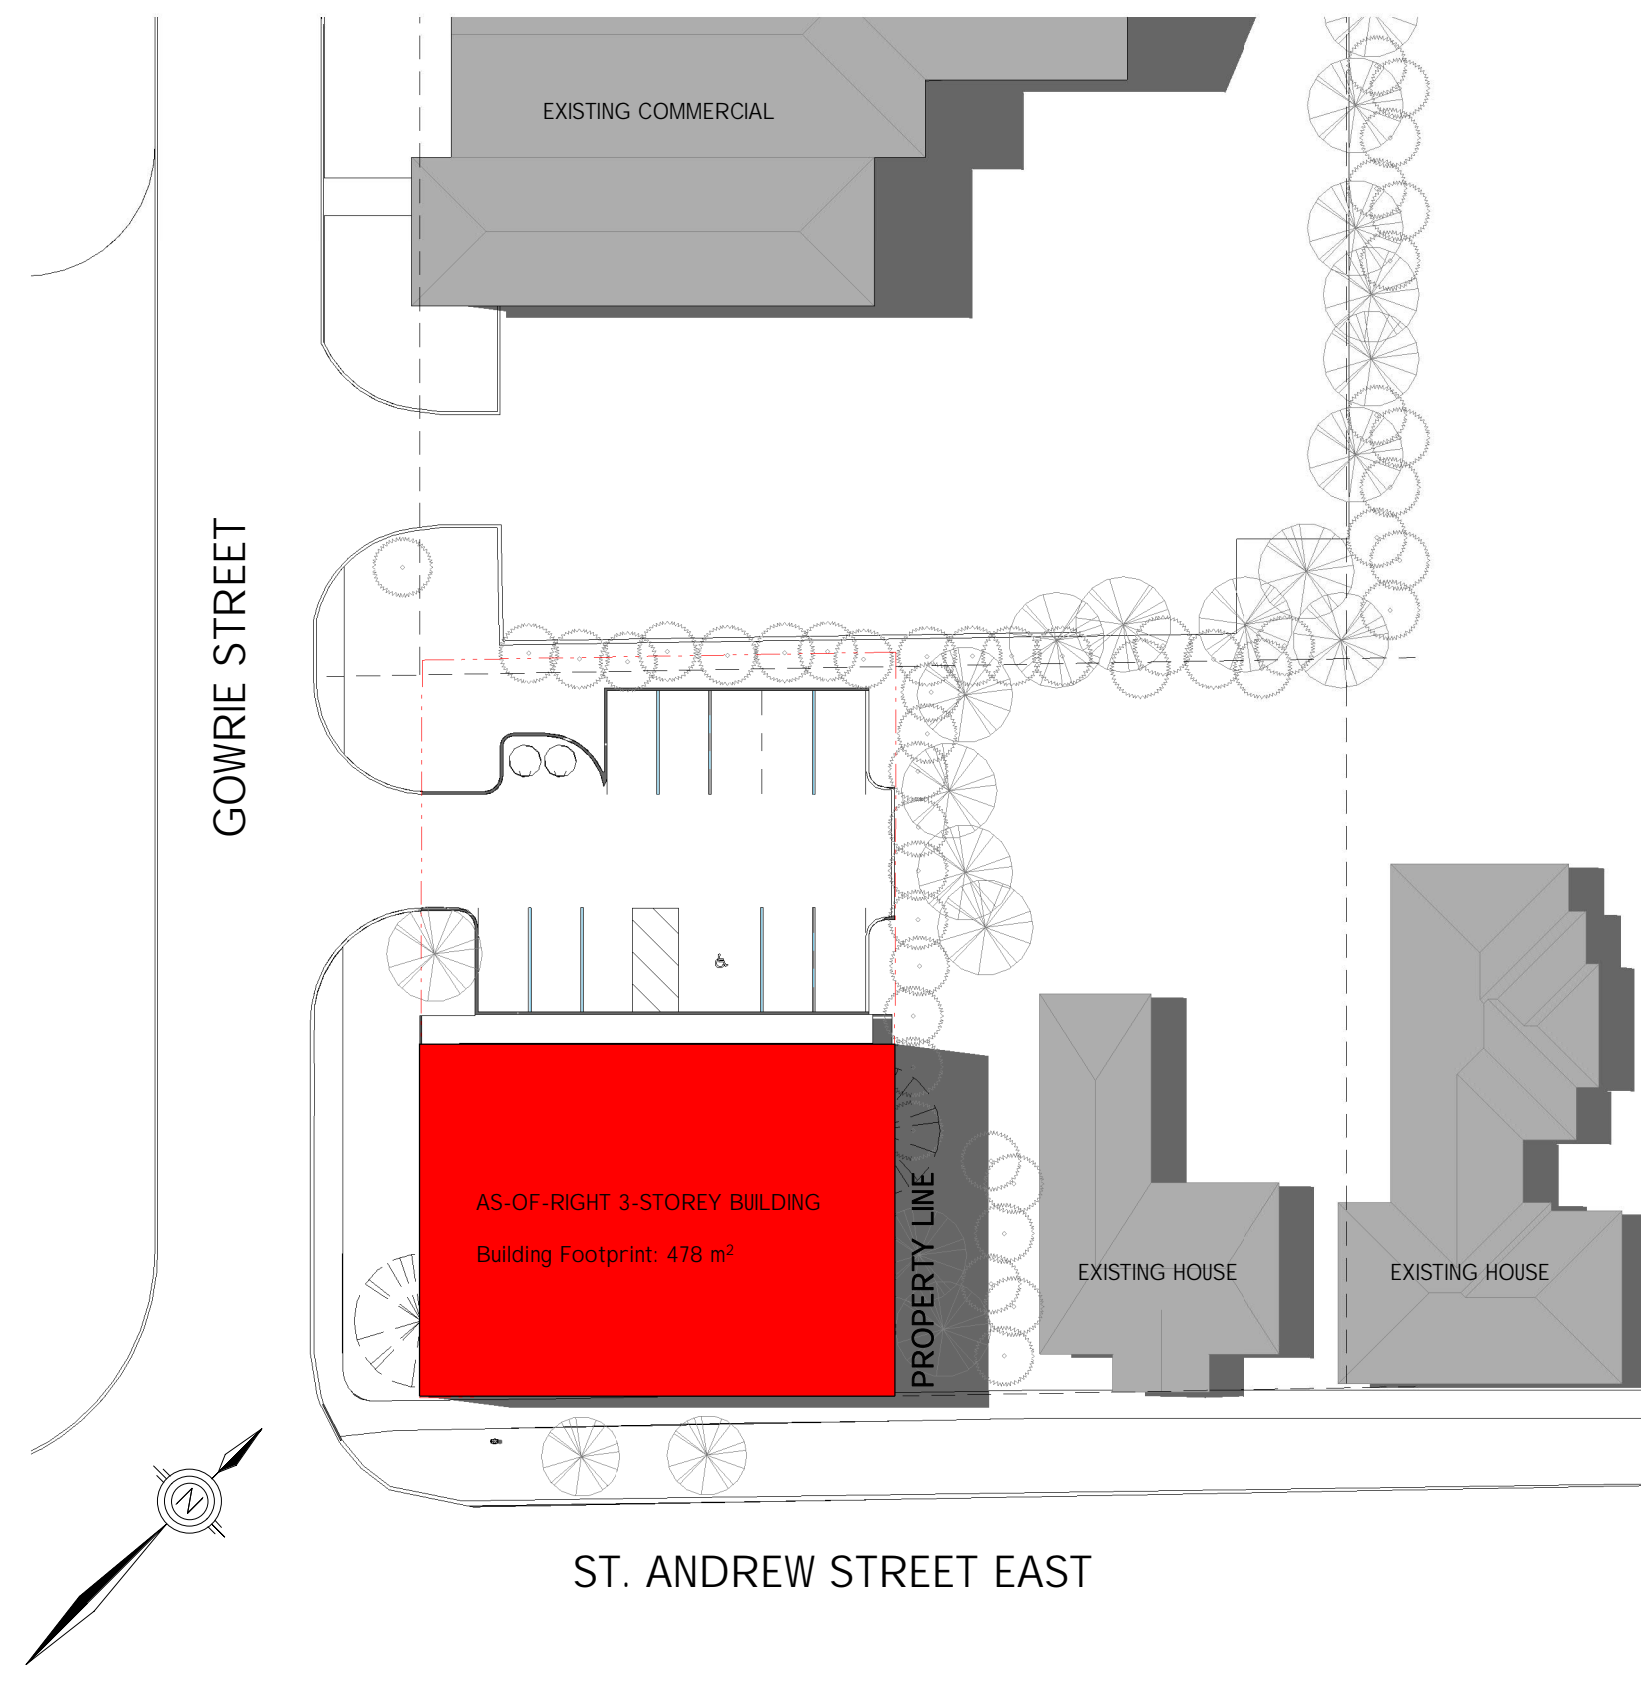 EXISTING COMMERCIAL
GOWRIE STREET
AS-OF-RIGHT 3-STOREY BUILDING
Building Footprint: 478 m²
PROPERTY LINE
EXISTING HOUSE
EXISTING HOUSE
N
ST. ANDREW STREET EAST